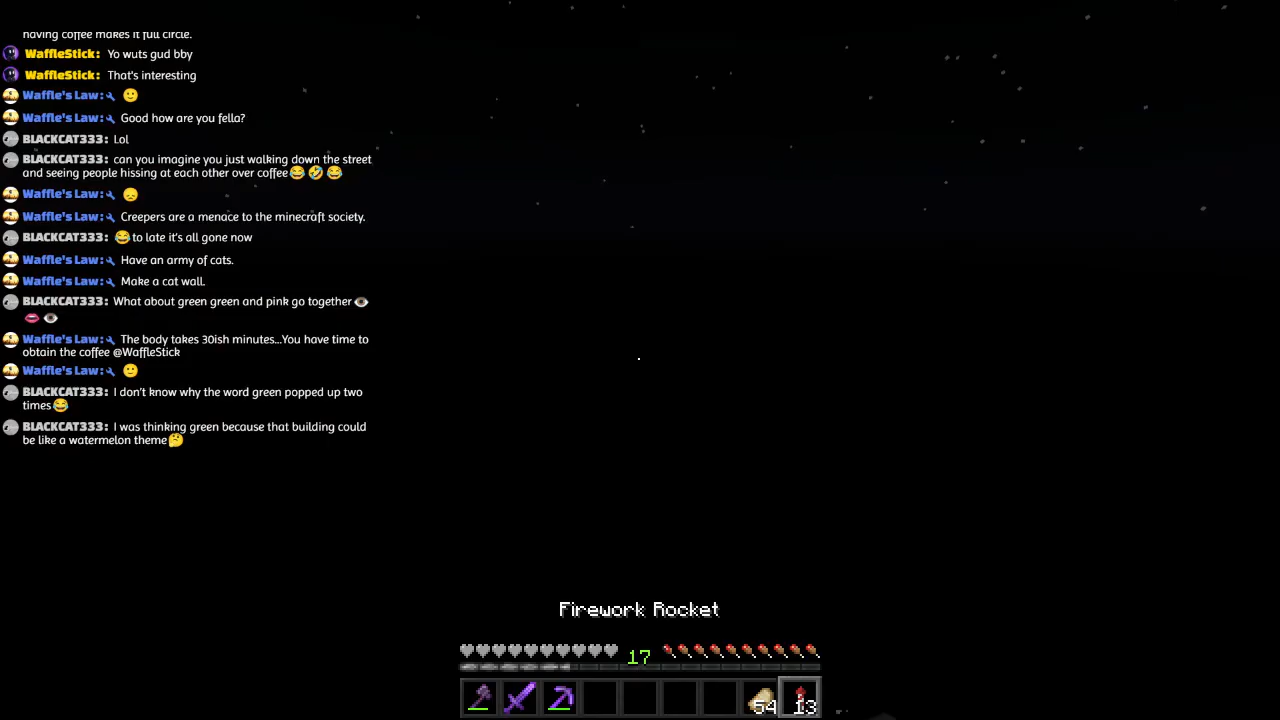 having coffee makes it full circle.
WaffleStick: Yo wuts gud bby
WaffleStick: That's interesting
Waffle's Law: 🙂
Waffle's Law: Good how are you fella?
BLACKCAT333: Lol
BLACKCAT333: can you imagine you just walking down the street
and seeing people hissing at each other over coffee😂🤣😂
Waffle's Law: 😞
Waffle's Law: Creepers are a menace to the minecraft society.
BLACKCAT333: 😂to late it's all gone now
Waffle's Law: Have an army of cats.
Waffle's Law: Make a cat wall.
BLACKCAT333: What about green green and pink go together👁️
👄👁️
Waffle's Law: The body takes 30ish minutes...You have time to
obtain the coffee @WaffleStick
Waffle's Law: 🙂
BLACKCAT333: I don't know why the word green popped up two
times😂
BLACKCAT333: I was thinking green because that building could
be like a watermelon theme🤔
Firework Rocket
17
64
13